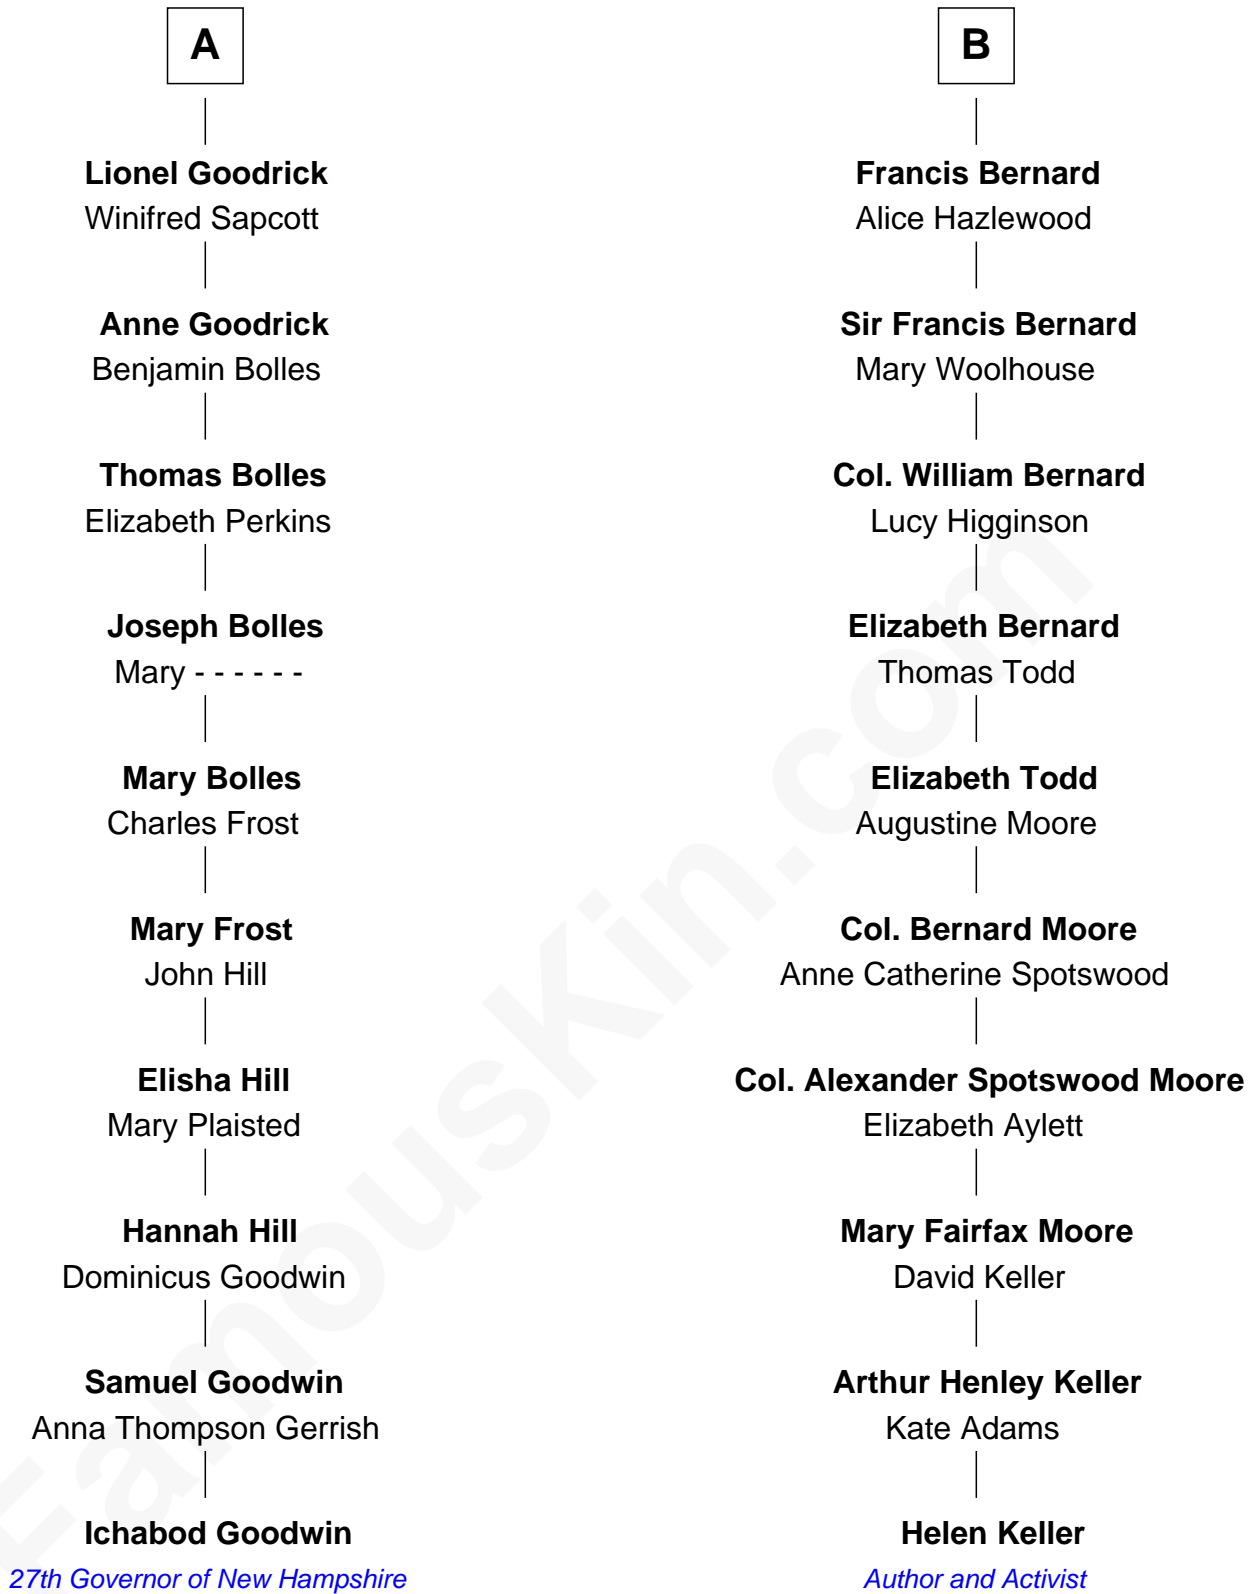 A
Lionel Goodrick
Winifred Sapcott
Anne Goodrick
Benjamin Bolles
Thomas Bolles
Elizabeth Perkins
Joseph Bolles
Mary - - - - - -
Mary Bolles
Charles Frost
Mary Frost
John Hill
Elisha Hill
Mary Plaisted
Hannah Hill
Dominicus Goodwin
Samuel Goodwin
Anna Thompson Gerrish
Ichabod Goodwin
27th Governor of New Hampshire
B
Francis Bernard
Alice Hazlewood
Sir Francis Bernard
Mary Woolhouse
Col. William Bernard
Lucy Higginson
Elizabeth Bernard
Thomas Todd
Elizabeth Todd
Augustine Moore
Col. Bernard Moore
Anne Catherine Spotswood
Col. Alexander Spotswood Moore
Elizabeth Aylett
Mary Fairfax Moore
David Keller
Arthur Henley Keller
Kate Adams
Helen Keller
Author and Activist
FamousKin.com